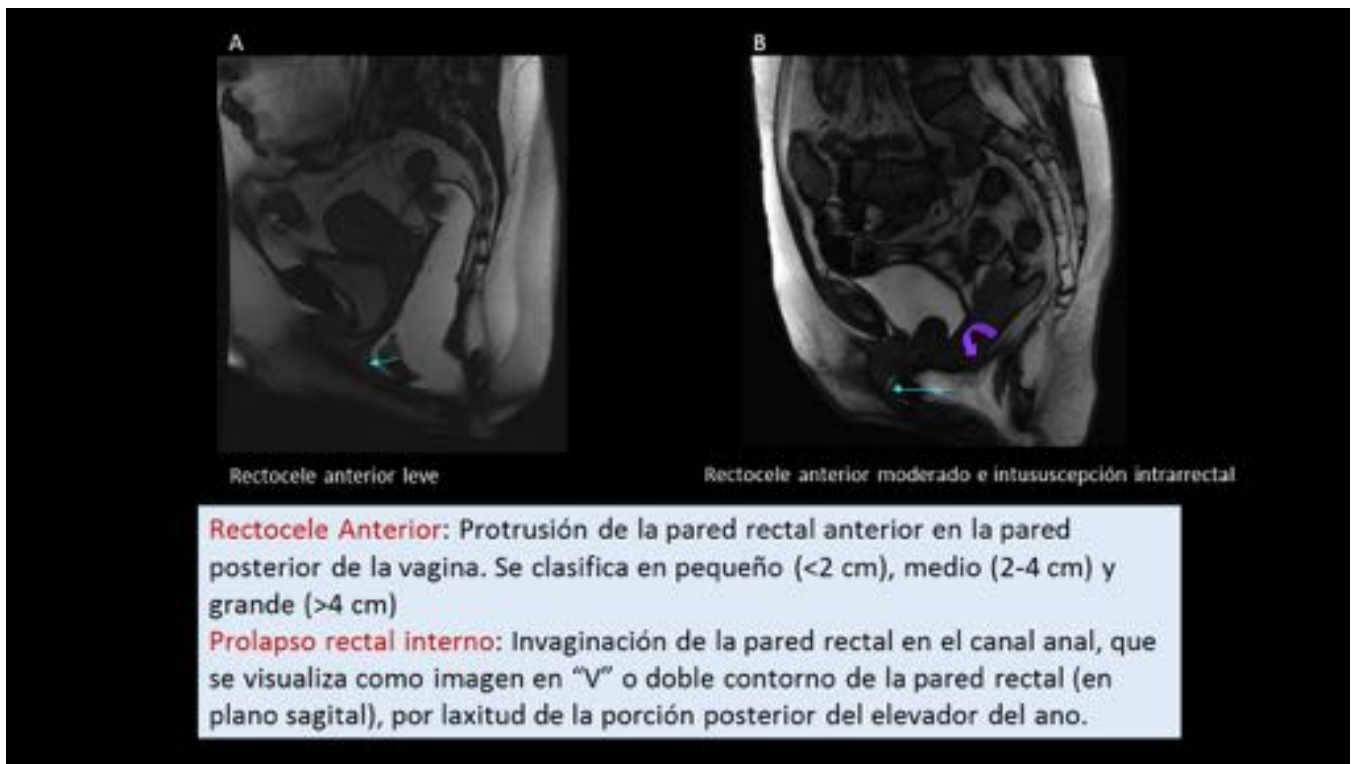 A
B
Rectocele anterior leve
Rectocele anterior moderado e intususcepción intrarrectal
Rectocele Anterior: Protrusión de la pared rectal anterior en la pared
posterior de la vagina. Se clasifica en pequeño (<2 cm), medio (2-4 cm) y
grande (>4 cm)
Prolapso rectal interno: Invaginación de la pared rectal en el canal anal, que
se visualiza como imagen en “V” o doble contorno de la pared rectal (en
plano sagital), por laxitud de la porción posterior del elevador del ano.